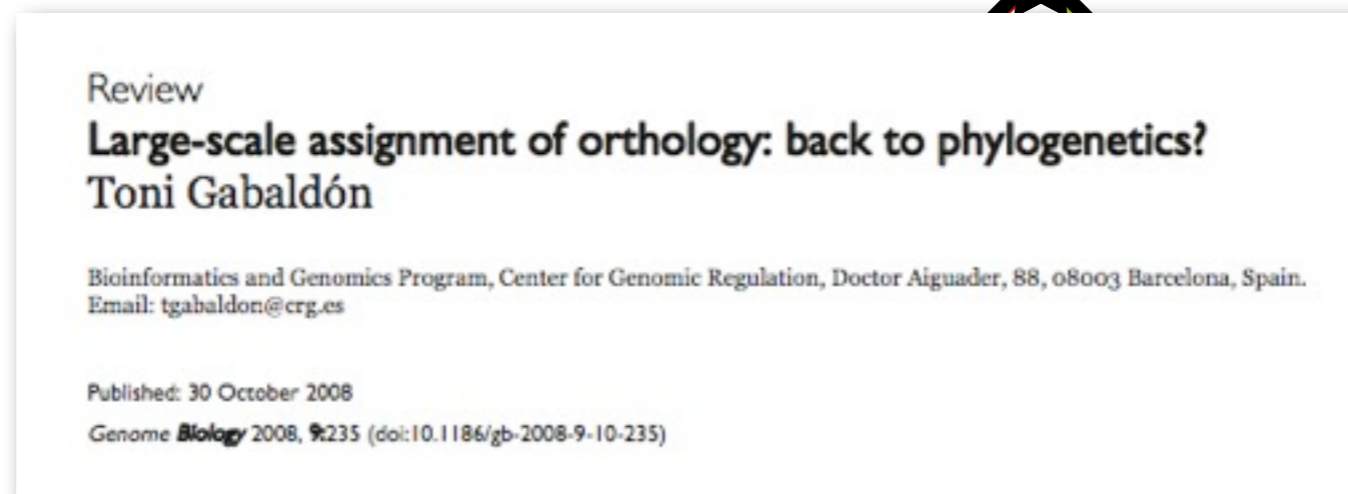 Review
Large-scale assignment of orthology: back to phylogenetics?
Toni Gabaldón
Bioinformatics and Genomics Program, Center for Genomic Regulation, Doctor Aiguader, 88, 08003 Barcelona, Spain.
Email: tgabaldon@crg.es
Published: 30 October 2008
Genome Biology 2008, 9:235 (doi:10.1186/gb-2008-9-10-235)